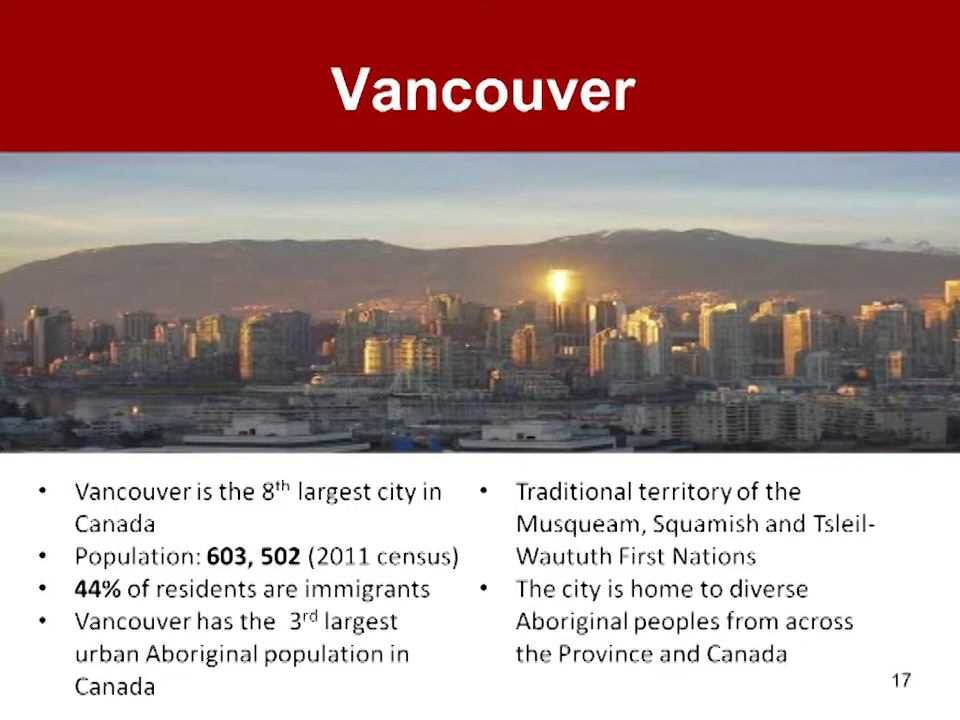 Vancouver
• Vancouver is the 8th largest city in
Canada
• Population: 603, 502 (2011 census)
• 44% of residents are immigrants
• Vancouver has the 3rd largest
urban Aboriginal population in
Canada
• Traditional territory of the
Musqueam, Squamish and Tsleil-
Waututh First Nations
• The city is home to diverse
Aboriginal peoples from across
the Province and Canada
17